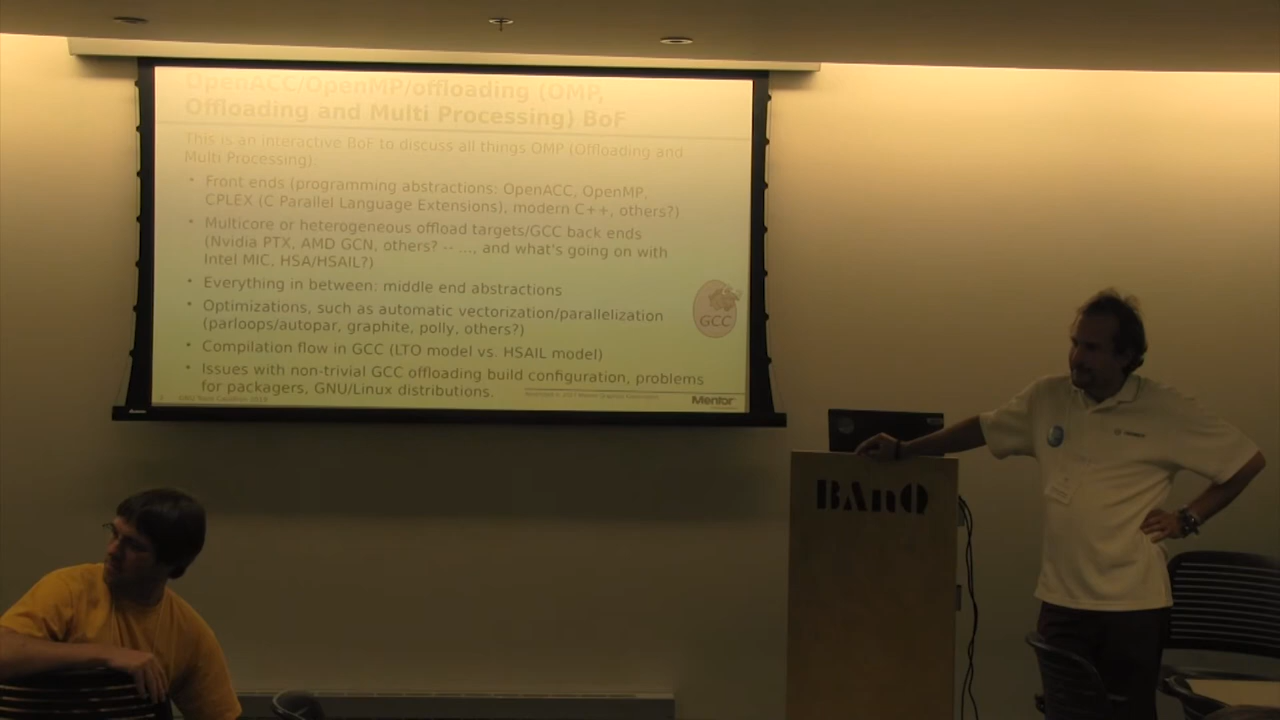 OpenACC/OpenMP/offloading (OMP,
Offloading and Multi Processing) BoF
This is an interactive BoF to discuss all things OMP (Offloading and
Multi Processing):
• Front ends (programming abstractions: OpenACC, OpenMP,
CPLEX (C Parallel Language Extensions), modern C++, others?)
• Multicore or heterogeneous offload targets/GCC back ends
(Nvidia PTX, AMD GCN, others? -- ..., and what's going on with
Intel MIC, HSA/HSAIL?)
• Everything in between: middle end abstractions
• Optimizations, such as automatic vectorization/parallelization
(parloops/autopar, graphite, polly, others?)
• Compilation flow in GCC (LTO model vs. HSAIL model)
• Issues with non-trivial GCC offloading build configuration, problems
for packagers, GNU/Linux distributions.
GCC
GNU Tools Cauldron 2019
Mentor
BAnQ